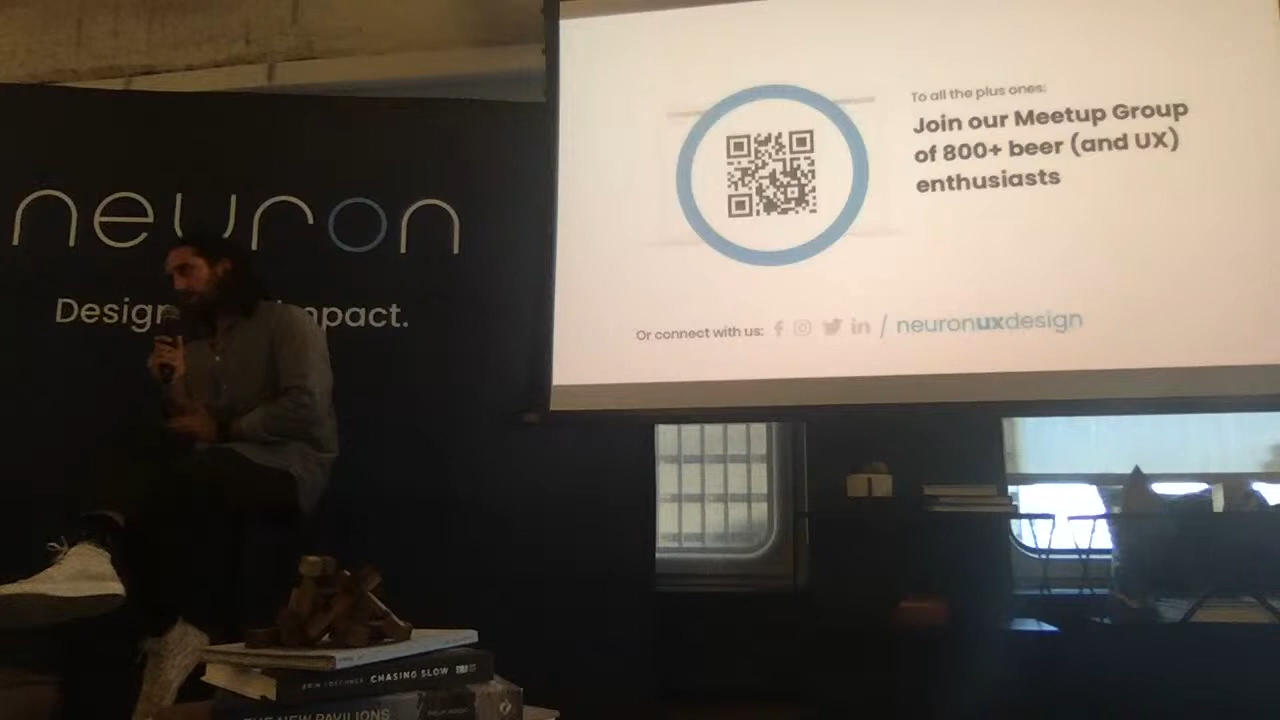 neuron
Design mpact.
To all the plus ones:
Join our Meetup Group
of 800+ beer (and UX)
enthusiasts
Or connect with us: / neuronuxdesign
CHASING SLOW
THE NEW PAVILIONS